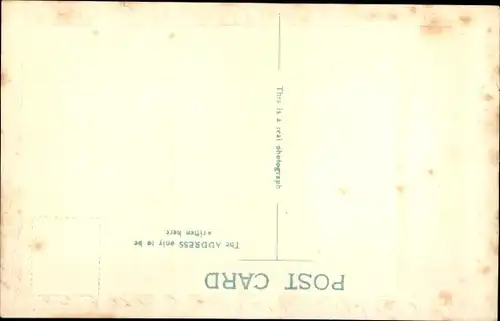 POST CARD
This is a real photograph
The ADDRESS only to be
written here.